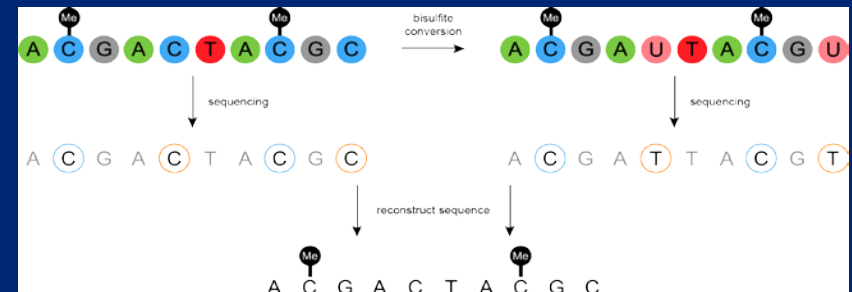 Me Me bisulfite conversion Me Me
A C G A C T A C G C A C G A U T A C G U
sequencing sequencing
A C G A C T A C G C A C G A T T A C G T
reconstruct sequence
Me Me
A C G A C T A C G C